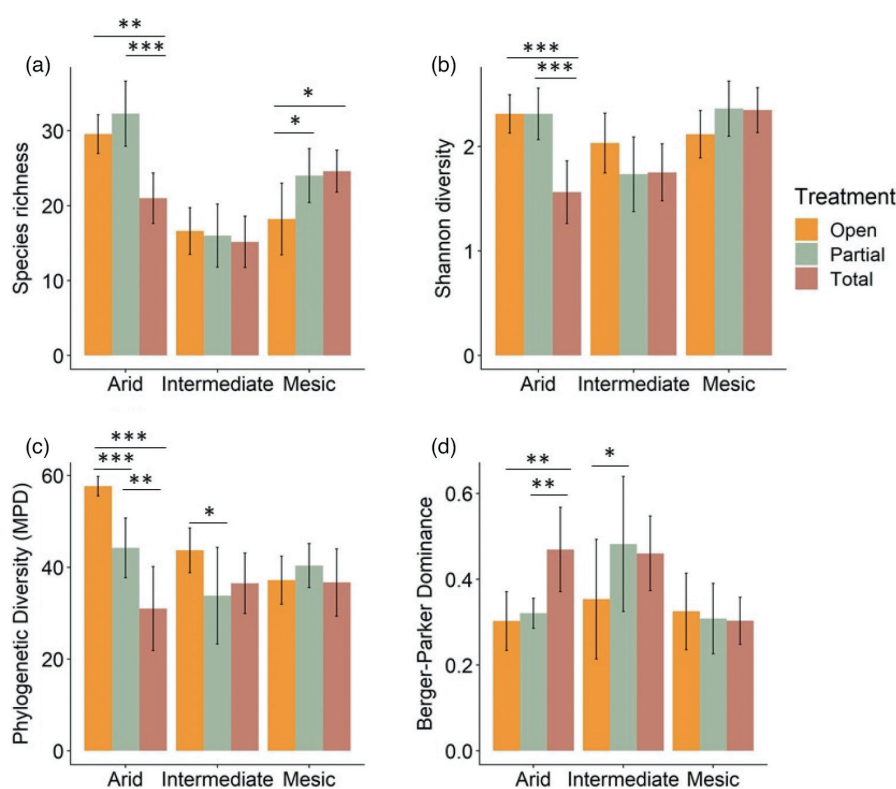 (a)
**
***
*
*
Species richness
30
20
10
0
Arid Intermediate Mesic
(b)
***
***
Shannon diversity
2
1
0
Arid Intermediate Mesic
Treatment
Open
Partial
Total
(c)
***
***
**
*
Phylogenetic Diversity (MPD)
60
40
20
0
Arid Intermediate Mesic
(d)
**
**
*
Berger-Parker Dominance
0.6
0.4
0.2
0.0
Arid Intermediate Mesic